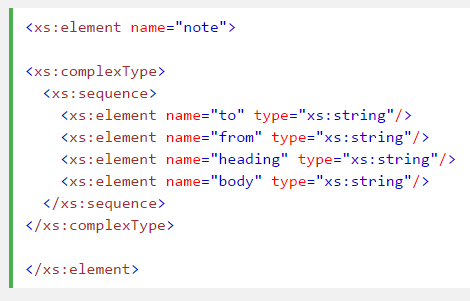 <xs:element name="note">
<xs:complexType>
<xs:sequence>
<xs:element name="to" type="xs:string"/>
<xs:element name="from" type="xs:string"/>
<xs:element name="heading" type="xs:string"/>
<xs:element name="body" type="xs:string"/>
</xs:sequence>
</xs:complexType>
</xs:element>